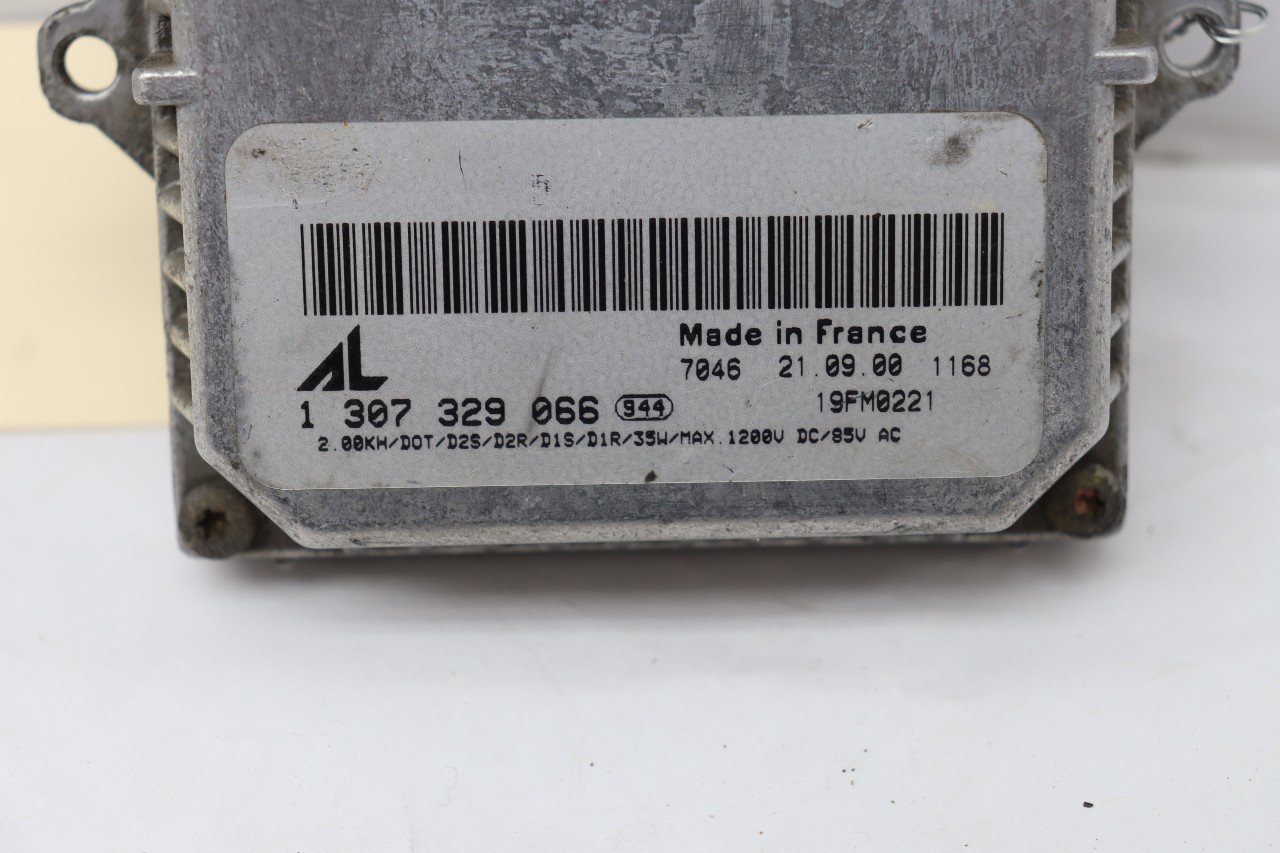 Made in France
7046 21.09.00 1168
AL
1 307 329 066 944 19FM0221
2.00KH/DOT/D2S/D2R/D1S/D1R/35W/MAX.1200V DC/85V AC